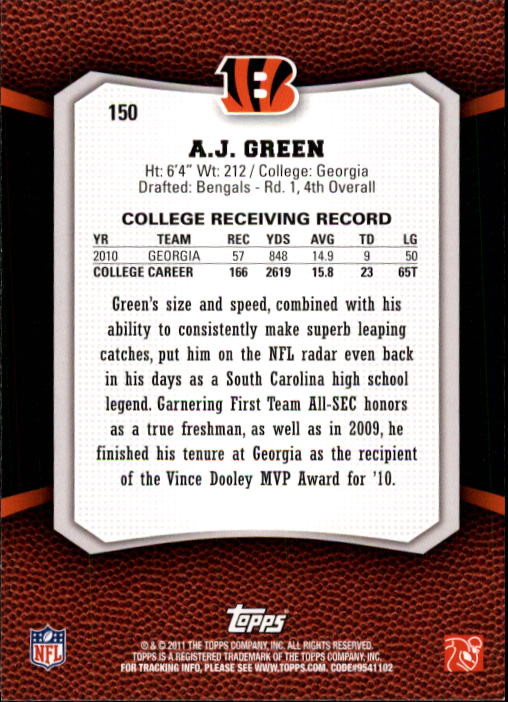 150
A.J. GREEN
Ht: 6'4" Wt: 212 / College: Georgia
Drafted: Bengals - Rd. 1, 4th Overall
COLLEGE RECEIVING RECORD
YR TEAM REC YDS AVG TD LG
2010 GEORGIA 57 848 14.9 9 50
COLLEGE CAREER 166 2619 15.8 23 65T
Green's size and speed, combined with his
ability to consistently make superb leaping
catches, put him on the NFL radar even back
in his days as a South Carolina high school
legend. Garnering First Team All-SEC honors
as a true freshman, as well as in 2009, he
finished his tenure at Georgia as the recipient
of the Vince Dooley MVP Award for '10.
Topps
® & © 2011 THE TOPPS COMPANY, INC. ALL RIGHTS RESERVED.
TOPPS IS A REGISTERED TRADEMARK OF THE TOPPS COMPANY, INC.
FOR TRACKING INFO, PLEASE SEE WWW.TOPPS.COM. CODE#9541102
NFL